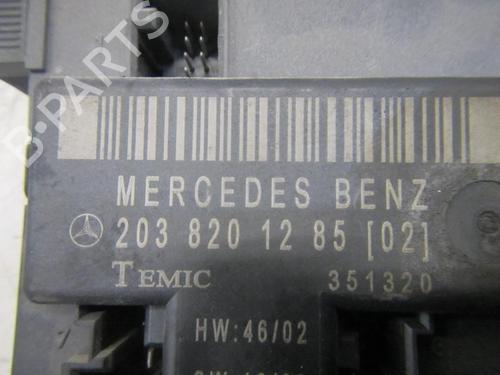 B-PARTS
MERCEDES BENZ
203 820 12 85 [02]
TEMIC 351320
HW:46/02